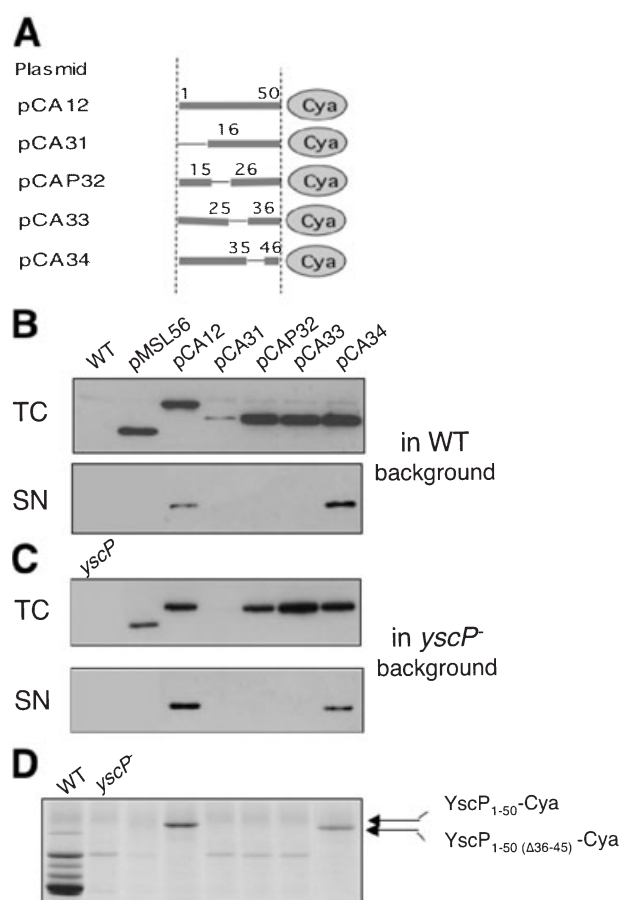 A
Plasmid
pCA12 1 50 Cya
pCA31 16 Cya
pCAP32 15 26 Cya
pCA33 25 36 Cya
pCA34 35 46 Cya
B
WT pMSL56 pCA12 pCA31 pCAP32 pCA33 pCA34
TC
in WT
background
SN
C
yscP
TC
in yscP-
background
SN
D
WT yscP-
YscP1-50-Cya
YscP1-50 (Δ36-45) -Cya